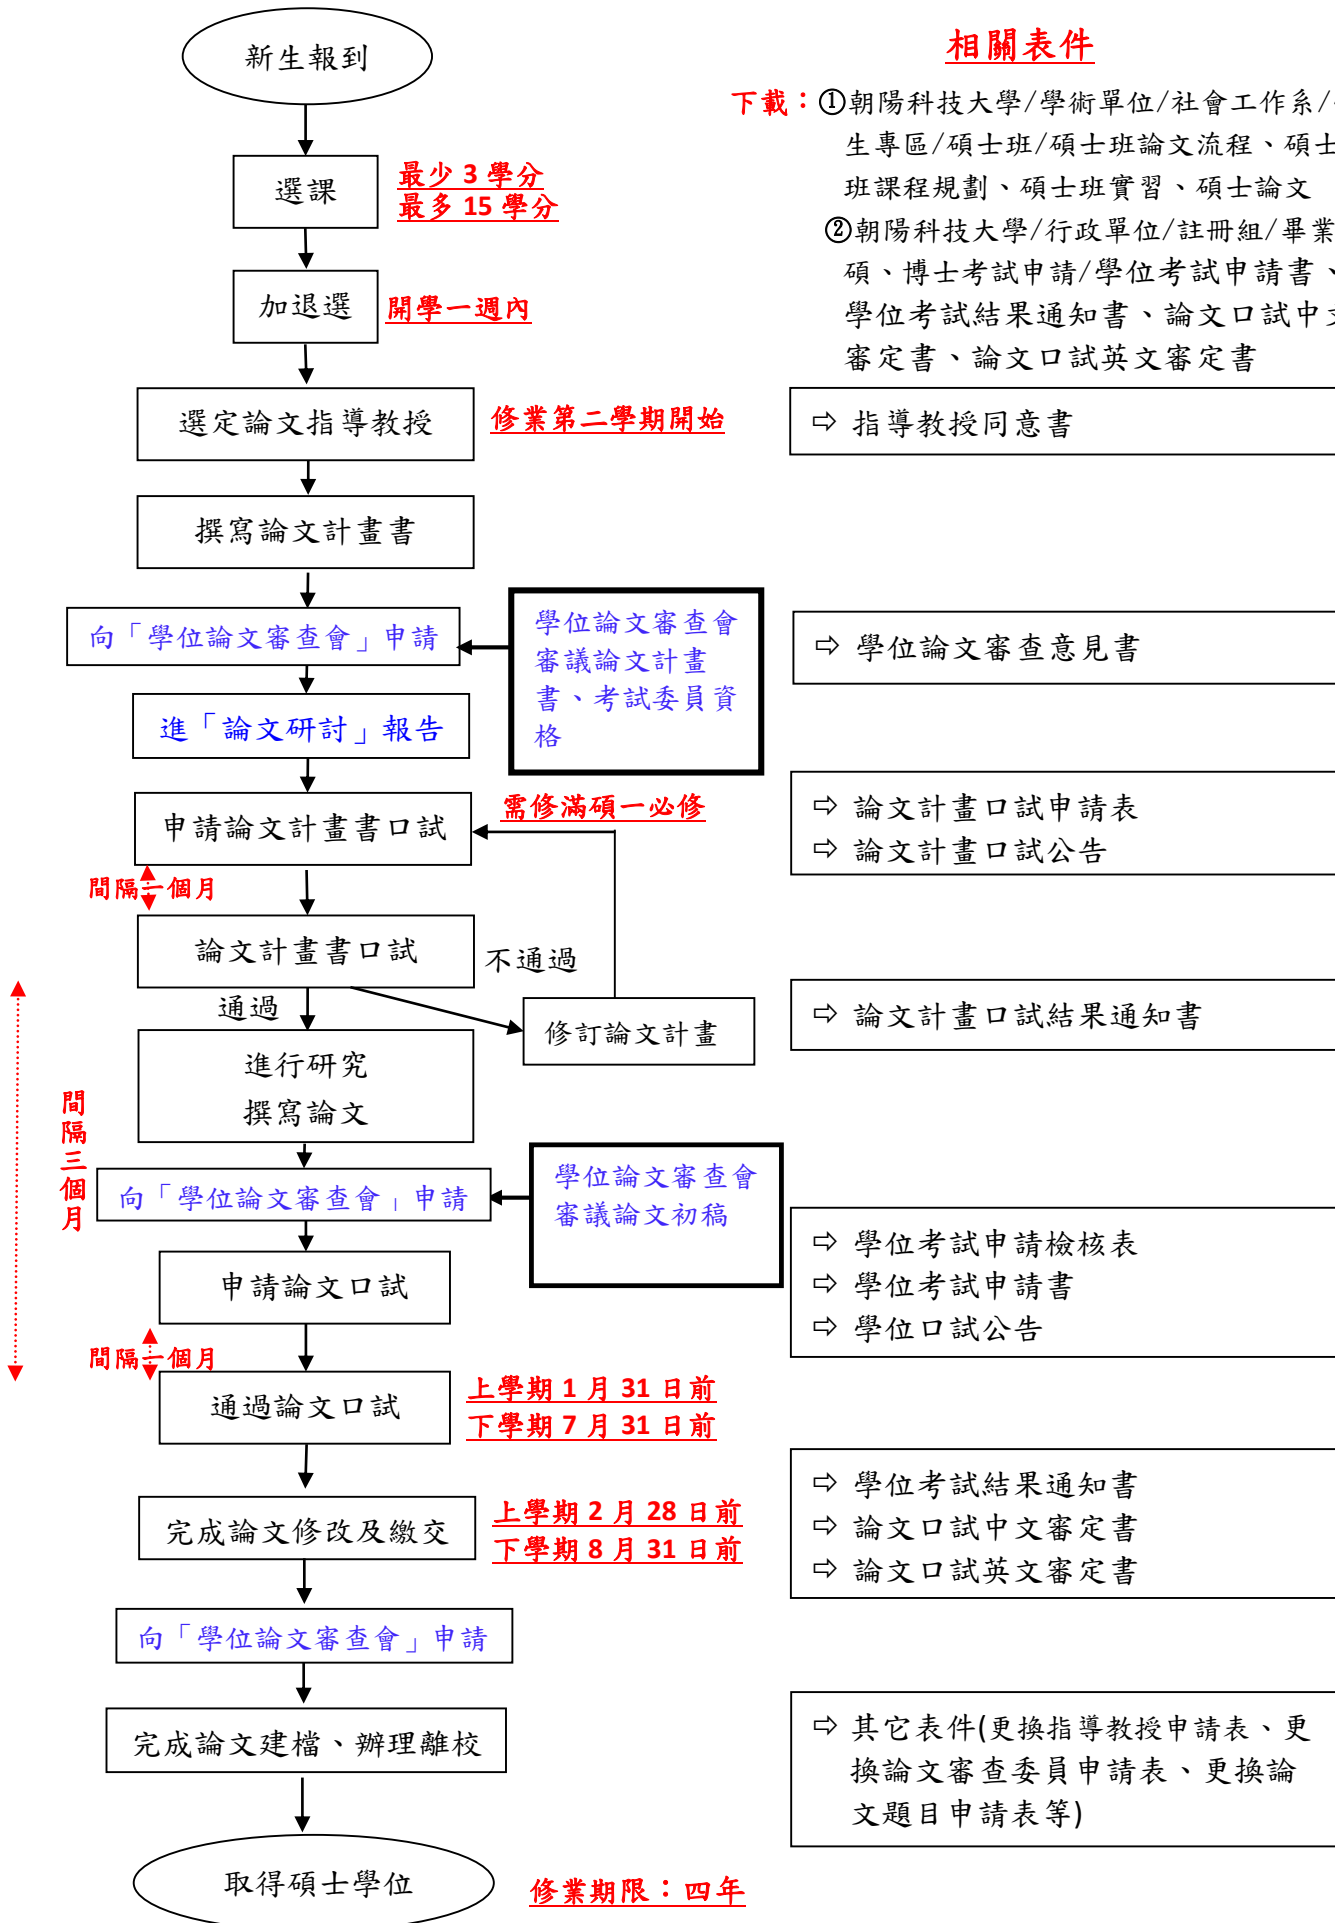 新生報到
相關表件
下載：①朝陽科技大學/學術單位/社會工作系/
生專區/碩士班/碩士班論文流程、碩士
班課程規劃、碩士班實習、碩士論文
②朝陽科技大學/行政單位/註冊組/畢業
碩、博士考試申請/學位考試申請書、
學位考試結果通知書、論文口試中文
審定書、論文口試英文審定書
選課
最少 3 學分
最多 15 學分
加退選
開學一週內
選定論文指導教授
修業第二學期開始
⇨ 指導教授同意書
撰寫論文計畫書
向「學位論文審查會」申請
學位論文審查會
審議論文計畫
書、考試委員資
格
⇨ 學位論文審查意見書
進「論文研討」報告
申請論文計畫書口試
需修滿碩一必修
⇨ 論文計畫口試申請表
⇨ 論文計畫口試公告
間隔一個月
論文計畫書口試
不通過
通過
修訂論文計畫
⇨ 論文計畫口試結果通知書
進行研究
撰寫論文
間隔三個月
向「學位論文審查會」申請
學位論文審查會
審議論文初稿
⇨ 學位考試申請檢核表
⇨ 學位考試申請書
⇨ 學位口試公告
申請論文口試
間隔一個月
通過論文口試
上學期 1 月 31 日前
下學期 7 月 31 日前
完成論文修改及繳交
上學期 2 月 28 日前
下學期 8 月 31 日前
⇨ 學位考試結果通知書
⇨ 論文口試中文審定書
⇨ 論文口試英文審定書
向「學位論文審查會」申請
完成論文建檔、辦理離校
⇨ 其它表件(更換指導教授申請表、更
換論文審查委員申請表、更換論
文題目申請表等)
取得碩士學位
修業期限：四年